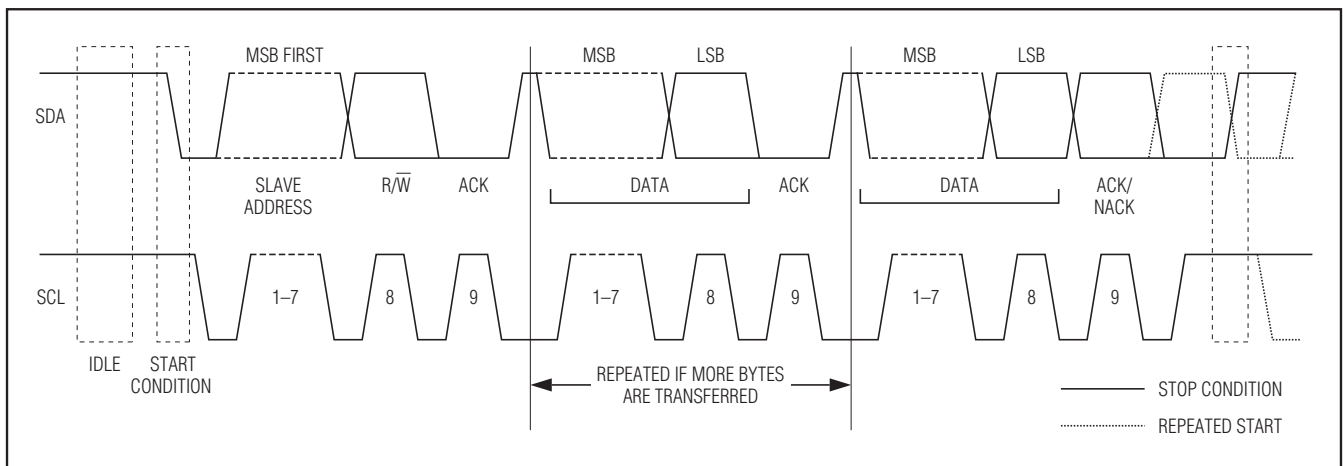 MSB FIRST
MSB
LSB
MSB
LSB
SDA
SLAVE
ADDRESS
R/W̅
ACK
DATA
ACK
DATA
ACK/
NACK
SCL
1–7
8
9
1–7
8
9
1–7
8
9
IDLE
START
CONDITION
REPEATED IF MORE BYTES
ARE TRANSFERRED
STOP CONDITION
REPEATED START